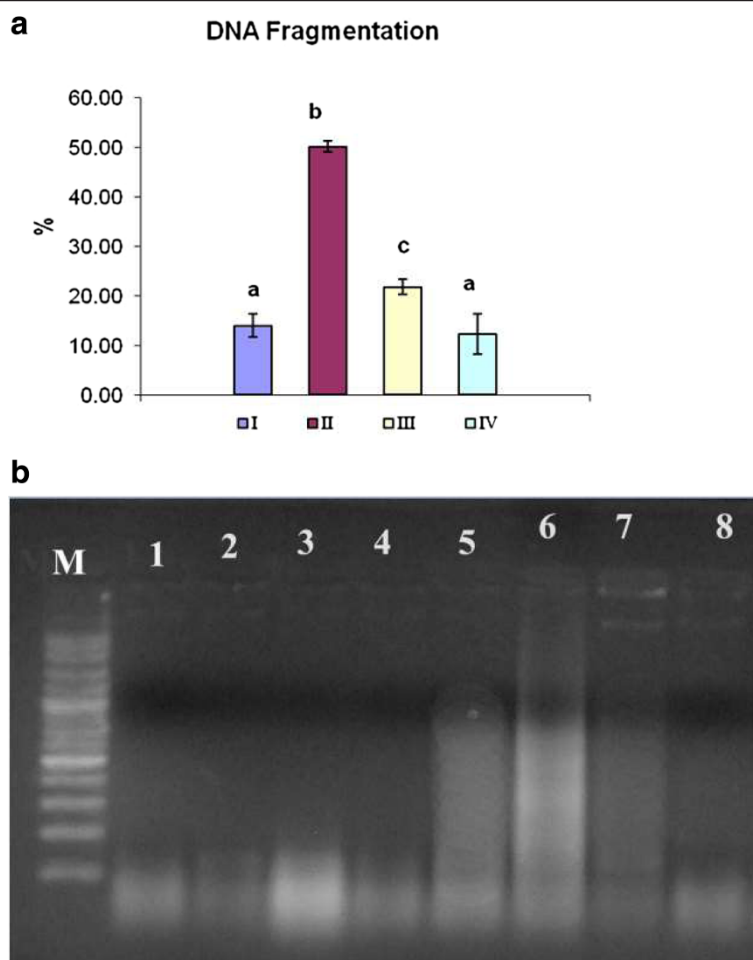 a
DNA Fragmentation
60.00
50.00
40.00
30.00
20.00
10.00
0.00
%
a
b
c
a
I II III IV
b
M 1 2 3 4 5 6 7 8